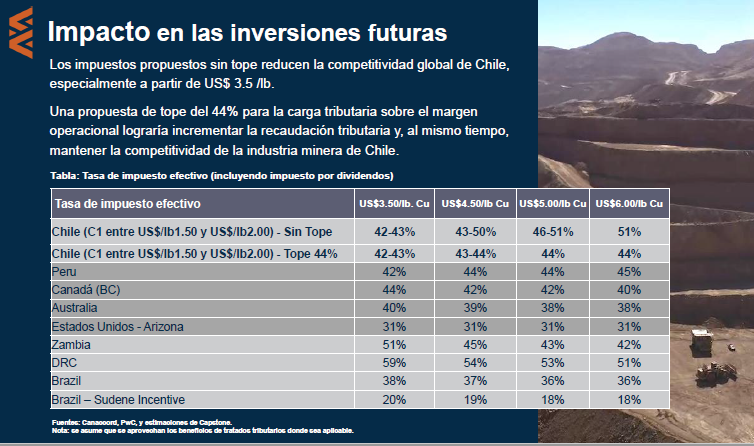 Impacto en las inversiones futuras
Los impuestos propuestos sin tope reducen la competitividad global de Chile,
especialmente a partir de US$ 3.5 /lb.
Una propuesta de tope del 44% para la carga tributaria sobre el margen
operacional lograría incrementar la recaudación tributaria y, al mismo tiempo,
mantener la competitividad de la industria minera de Chile.
Tabla: Tasa de impuesto efectivo (incluyendo impuesto por dividendos)
Tasa de impuesto efectivo US$3.50/lb. Cu US$4.50/lb Cu US$5.00/lb Cu US$6.00/lb Cu
Chile (C1 entre US$/lb1.50 y US$/lb2.00) - Sin Tope 42-43% 43-50% 46-51% 51%
Chile (C1 entre US$/lb1.50 y US$/lb2.00) - Tope 44% 42-43% 43-44% 44% 44%
Peru 42% 44% 44% 45%
Canadá (BC) 44% 42% 42% 40%
Australia 40% 39% 38% 38%
Estados Unidos - Arizona 31% 31% 31% 31%
Zambia 51% 45% 43% 42%
DRC 59% 54% 53% 51%
Brazil 38% 37% 36% 36%
Brazil – Sudene Incentive 20% 19% 18% 18%
Fuentes: Canaccord, PwC, y estimaciones de Capstone.
Nota: se asume que se aprovechan los beneficios de tratados tributarios donde sea aplicable.